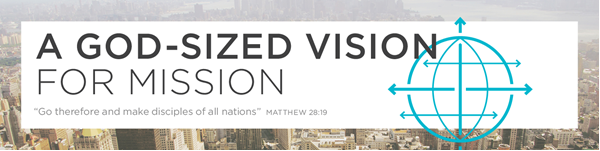 A GOD-SIZED VISION
FOR MISSION
“Go therefore and make disciples of all nations” MATTHEW 28:19